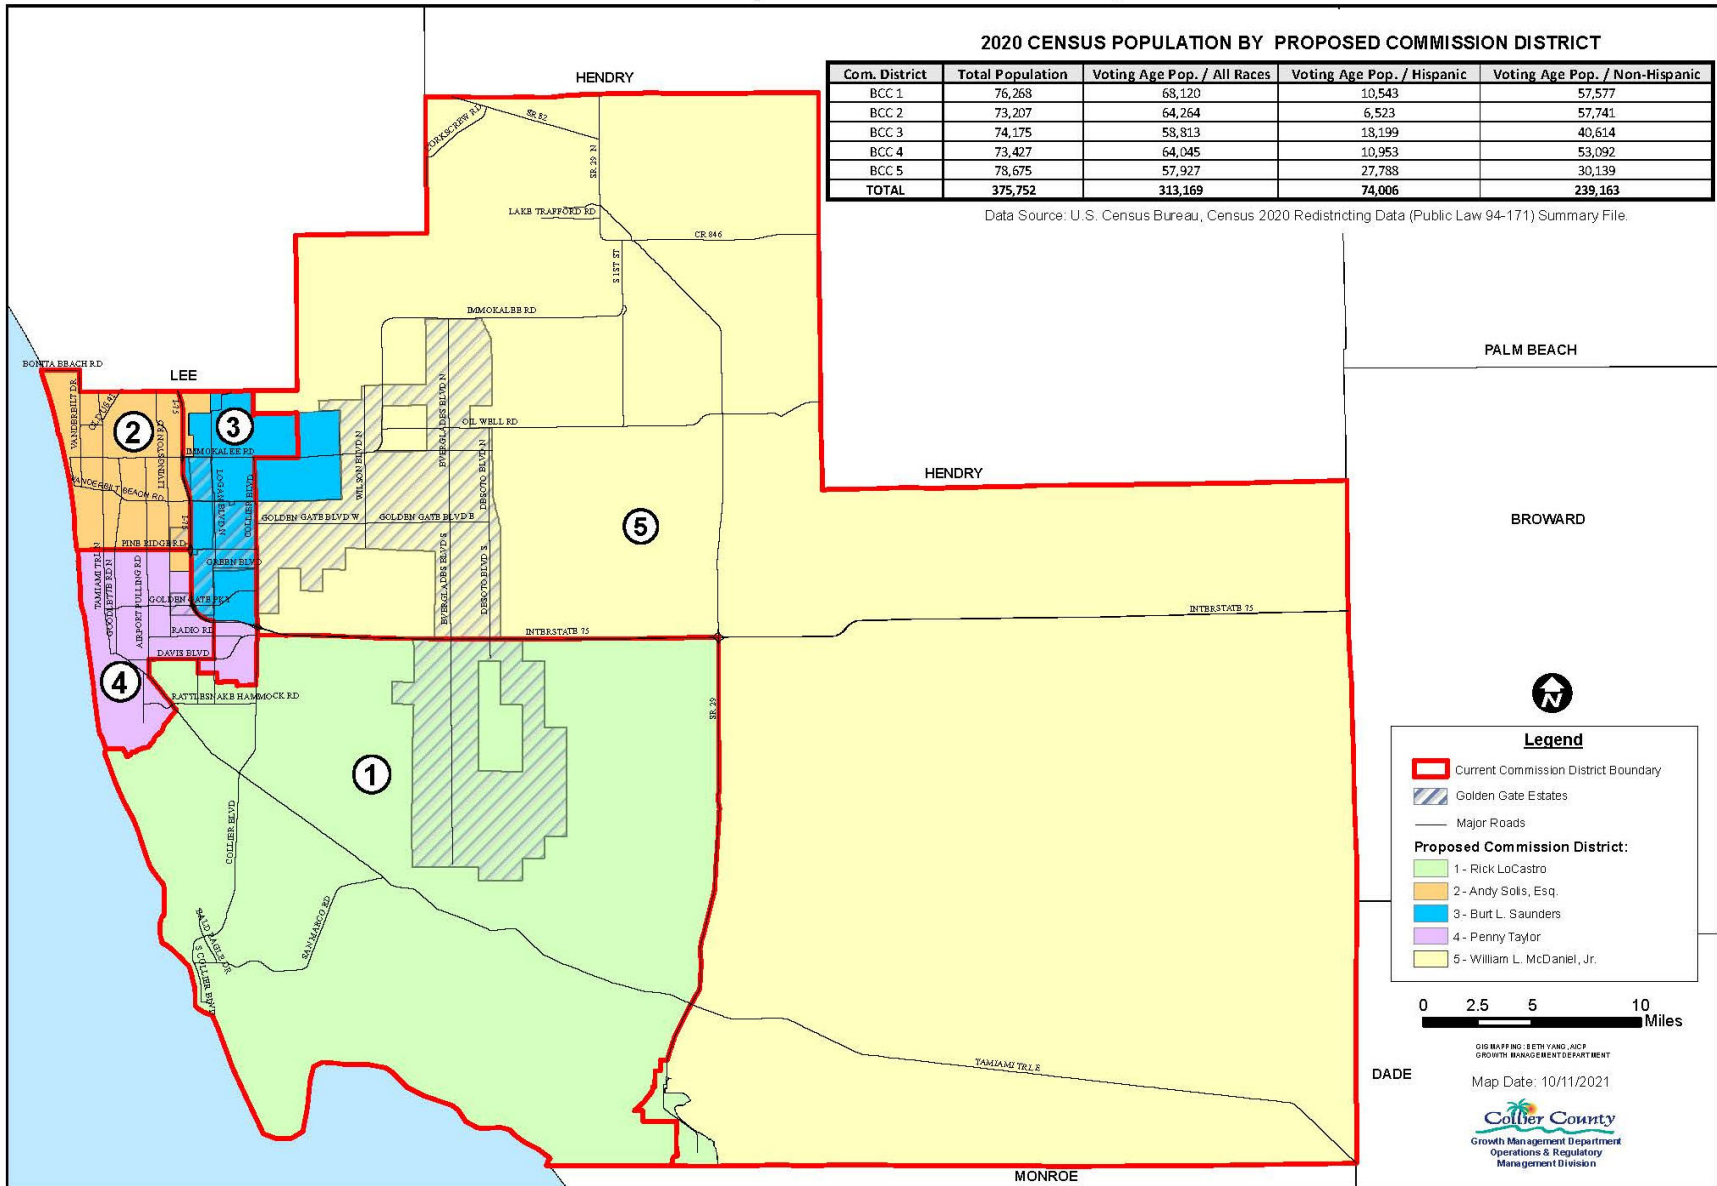 2020 CENSUS POPULATION BY PROPOSED COMMISSION DISTRICT
Com. District Total Population Voting Age Pop. / All Races Voting Age Pop. / Hispanic Voting Age Pop. / Non-Hispanic
BCC 1 76,268 68,120 10,543 57,577
BCC 2 73,207 64,264 6,523 57,741
BCC 3 74,175 58,813 18,199 40,614
BCC 4 73,427 64,045 10,953 53,092
BCC 5 78,675 57,927 27,788 30,139
TOTAL 375,752 313,169 74,006 239,163
Data Source: U.S. Census Bureau, Census 2020 Redistricting Data (Public Law 94-171) Summary File.
HENDRY
CORKSCREW RD
SR 82
SR 29 N
LAKE TRAFFORD RD
CR 846
S 1ST ST
IMMOKALEE RD
BONITA BEACH RD
LEE
PALM BEACH
VANDERBILT DR
OLD US 41
LIVINGSTON RD
I-75
2
3
IMMOKALEE RD
VANDERBILT BEACH RD
LOGAN BLVD N
COLLIER BLVD
WILSON BLVD N
EVERGLADES BLVD N
OIL WELL RD
DESOTO BLVD N
HENDRY
GOLDEN GATE BLVD W
GOLDEN GATE BLVD E
5
BROWARD
I-75
PINE RIDGE RD
GREEN BLVD
TAMIAMI TRL N
GOODLETTE RD N
AIRPORT PULLING RD
GOLDEN GATE PKY
EVERGLADES BLVD S
DESOTO BLVD S
INTERSTATE 75
INTERSTATE 75
RADIO RD
DAVIS BLVD
4
RATTLESNAKE HAMMOCK RD
SR 29
N
1
COLLIER BLVD
SAN MARCO RD
BALD EAGLE DR
S COLLIER BLVD
TAMIAMI TRL E
MONROE
DADE
Legend
Current Commission District Boundary
Golden Gate Estates
Major Roads
Proposed Commission District:
1 - Rick LoCastro
2 - Andy Solis, Esq.
3 - Burt L. Saunders
4 - Penny Taylor
5 - William L. McDaniel, Jr.
0 2.5 5 10
Miles
GIS MAPPING: BETH YANG, AICP
GROWTH MANAGEMENT DEPARTMENT
Map Date: 10/11/2021
Collier County
Growth Management Department
Operations & Regulatory
Management Division